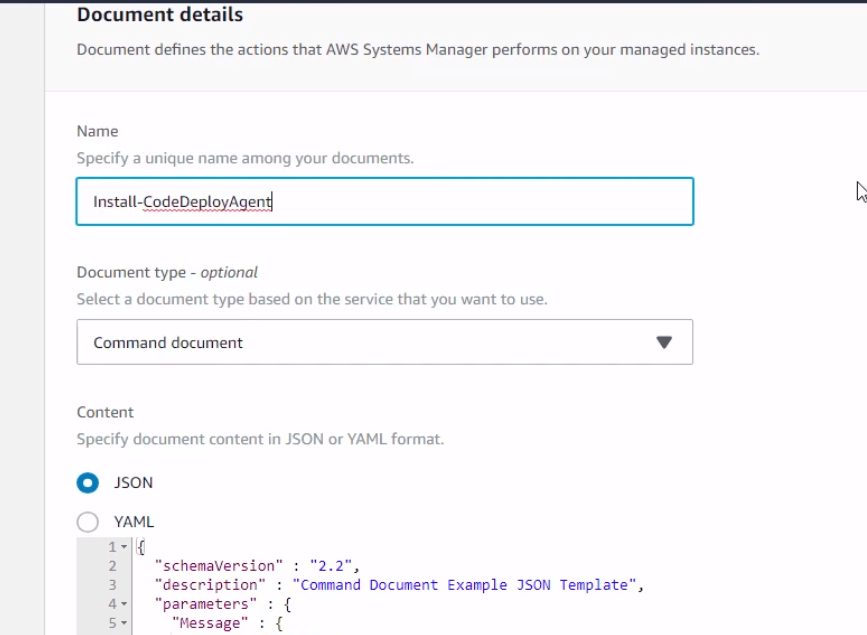 Document details
Document defines the actions that AWS Systems Manager performs on your managed instances.
Name
Specify a unique name among your documents.
Install-CodeDeployAgent
Document type - optional
Select a document type based on the service that you want to use.
Command document
Content
Specify document content in JSON or YAML format.
JSON
YAML
1 {
2 "schemaVersion" : "2.2",
3 "description" : "Command Document Example JSON Template",
4 "parameters" : {
5 "Message" : {